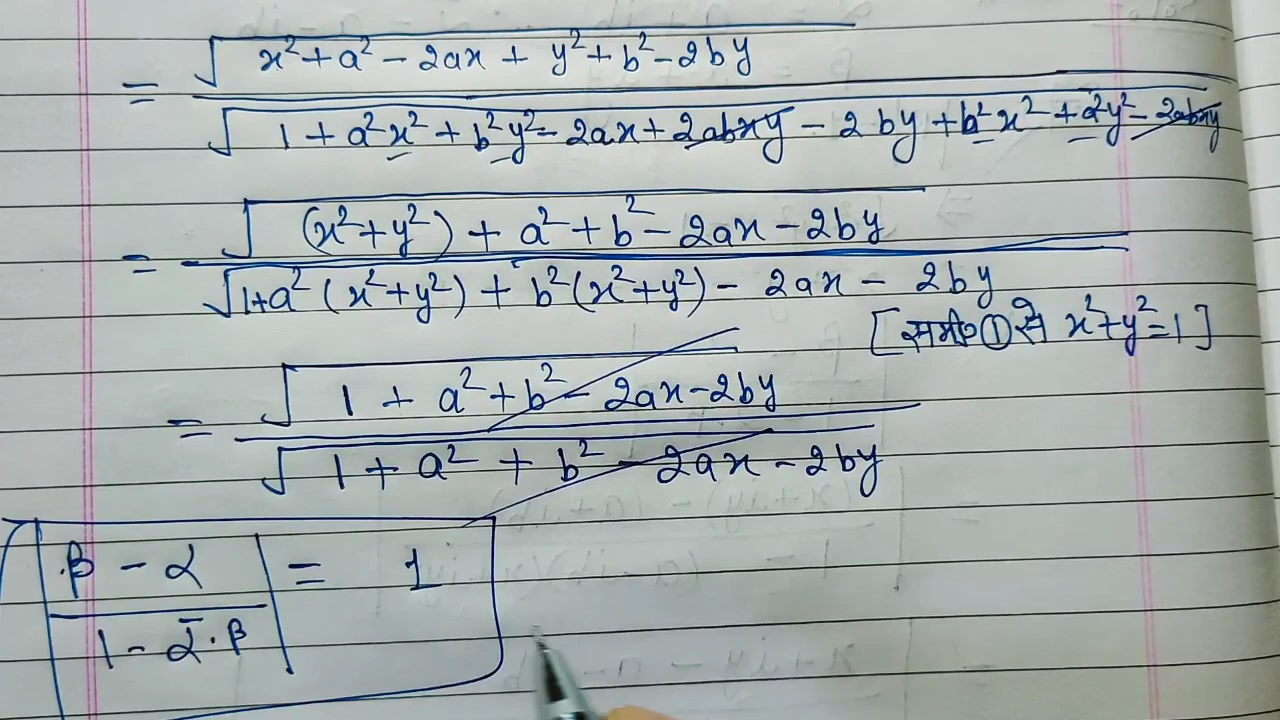 = √(x² + a² - 2ax + y² + b² - 2by)
√(1 + a²x² + b²y² - 2ax + 2abxy - 2by + b²x² + a²y² - 2abxy)
= √((x² + y²) + a² + b² - 2ax - 2by)
√(1 + a²(x² + y²) + b²(x² + y²) - 2ax - 2by)
[समी० ① से x² + y² = 1]
= √(1 + a² + b² - 2ax - 2by)
√(1 + a² + b² - 2ax - 2by)
|β - α| = 1
1 - ᾱ.β